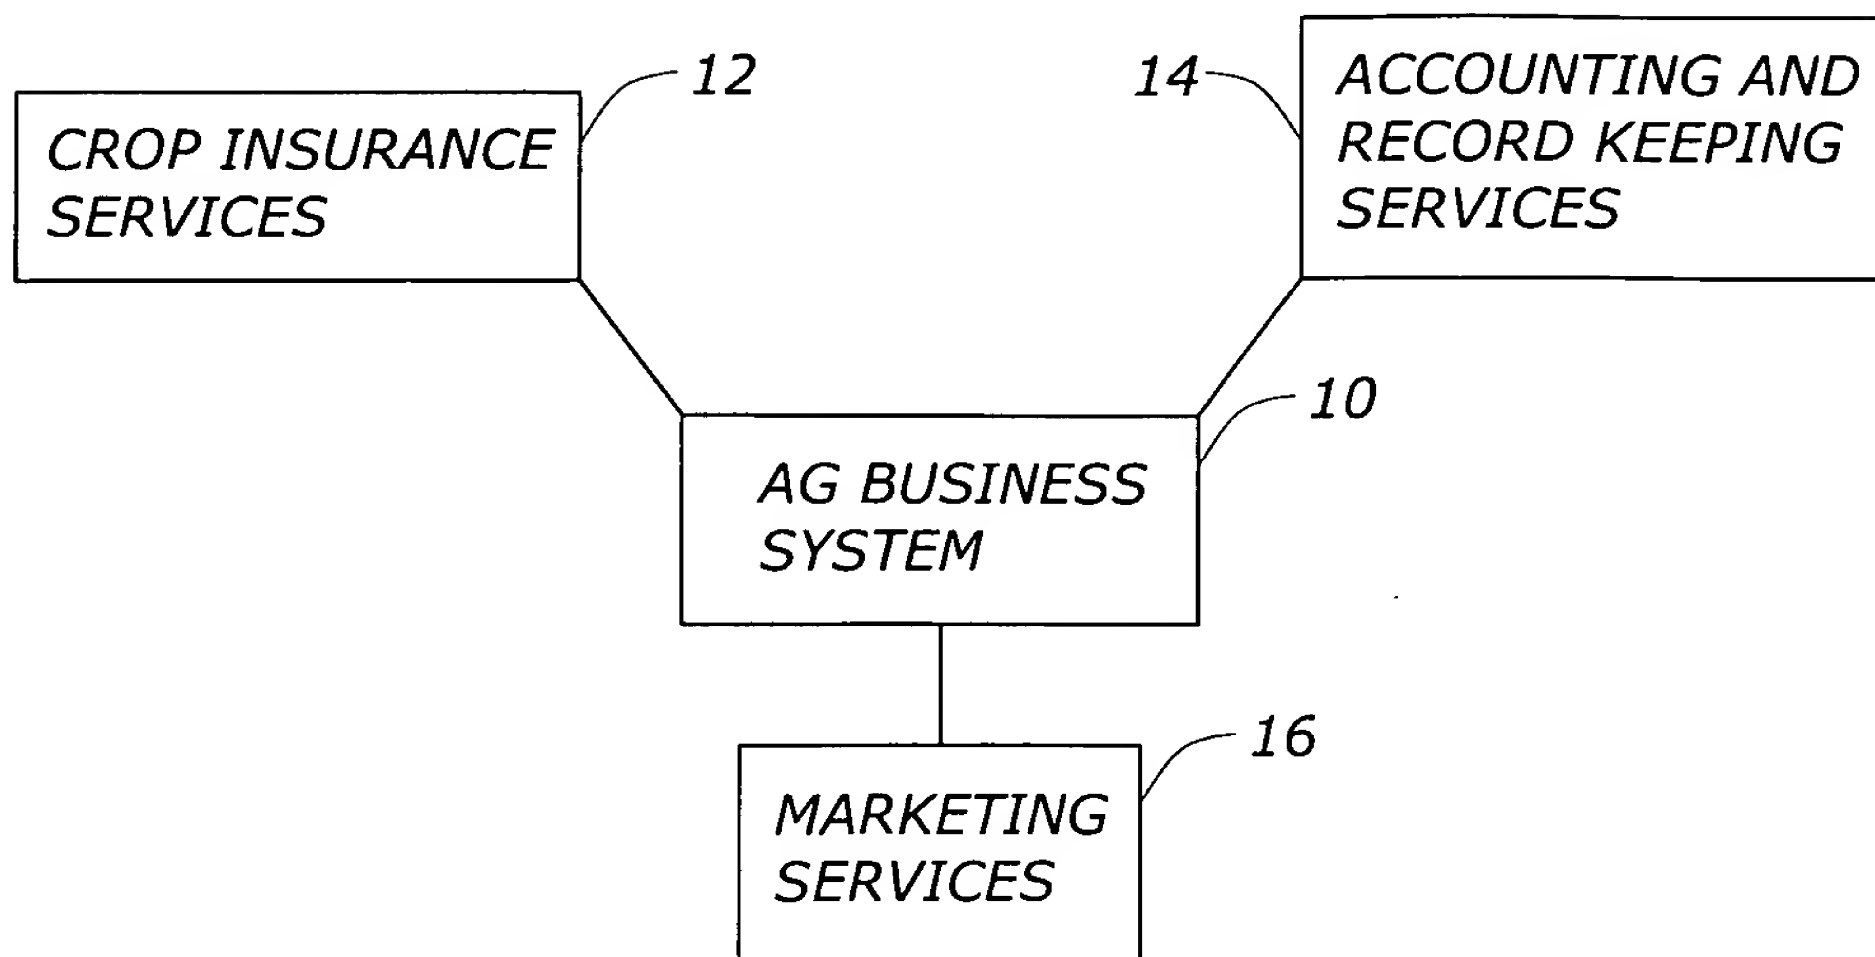 12
CROP INSURANCE
SERVICES
14
ACCOUNTING AND
RECORD KEEPING
SERVICES
10
AG BUSINESS
SYSTEM
16
MARKETING
SERVICES